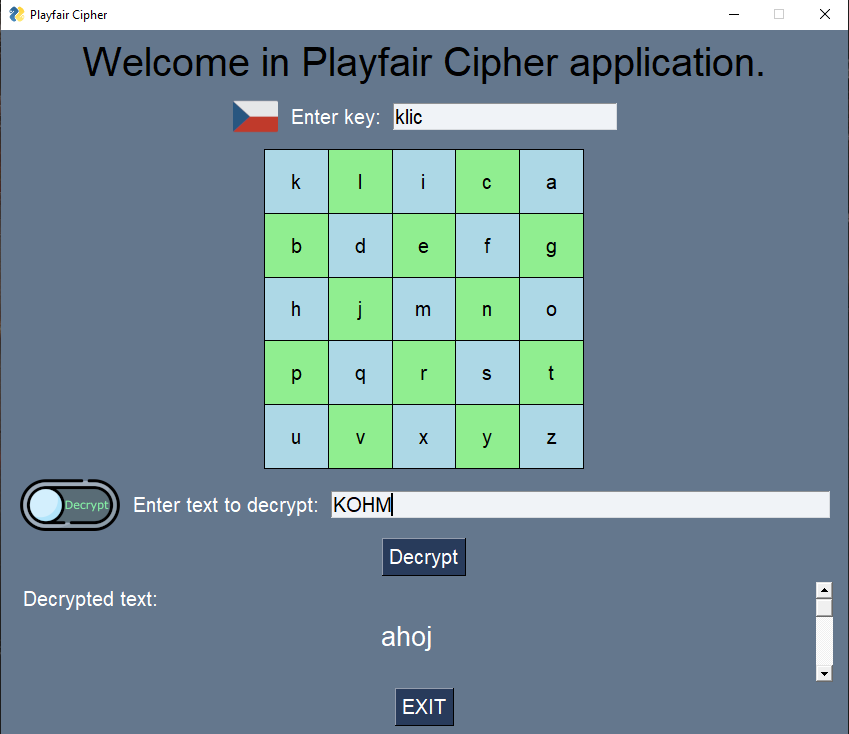 Playfair Cipher
Welcome in Playfair Cipher application.
Enter key: klic
k l i c a
b d e f g
h j m n o
p q r s t
u v x y z
Decrypt Enter text to decrypt: KOHM
Decrypt
Decrypted text:
ahoj
EXIT